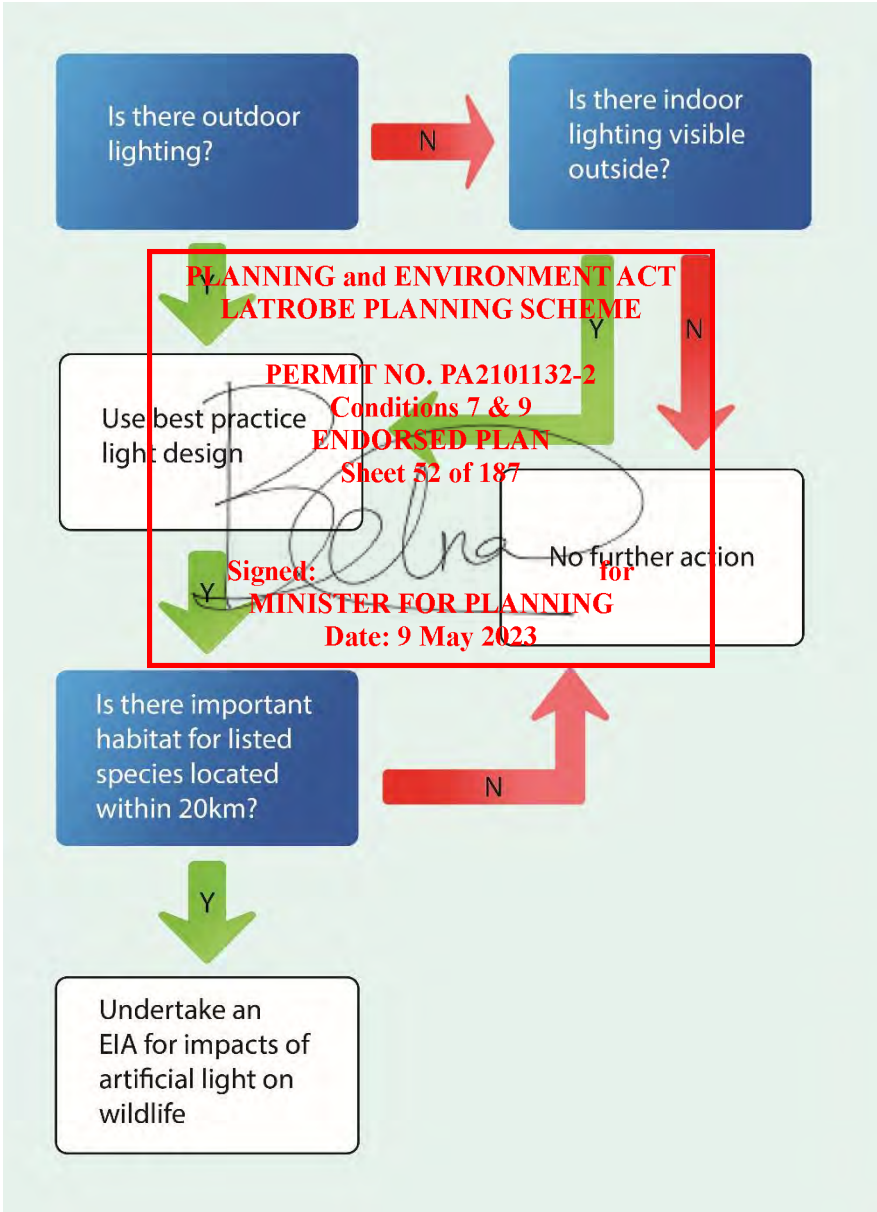 Is there outdoor
lighting?
N
Is there indoor
lighting visible
outside?
Y
Y
N
PLANNING and ENVIRONMENT ACT
LATROBE PLANNING SCHEME
PERMIT NO. PA2101132-2
Conditions 7 & 9
ENDORSED PLAN
Sheet 52 of 187
Signed: for
MINISTER FOR PLANNING
Date: 9 May 2023
Use best practice
light design
No further action
Y
Is there important
habitat for listed
species located
within 20km?
N
Y
Undertake an
EIA for impacts of
artificial light on
wildlife